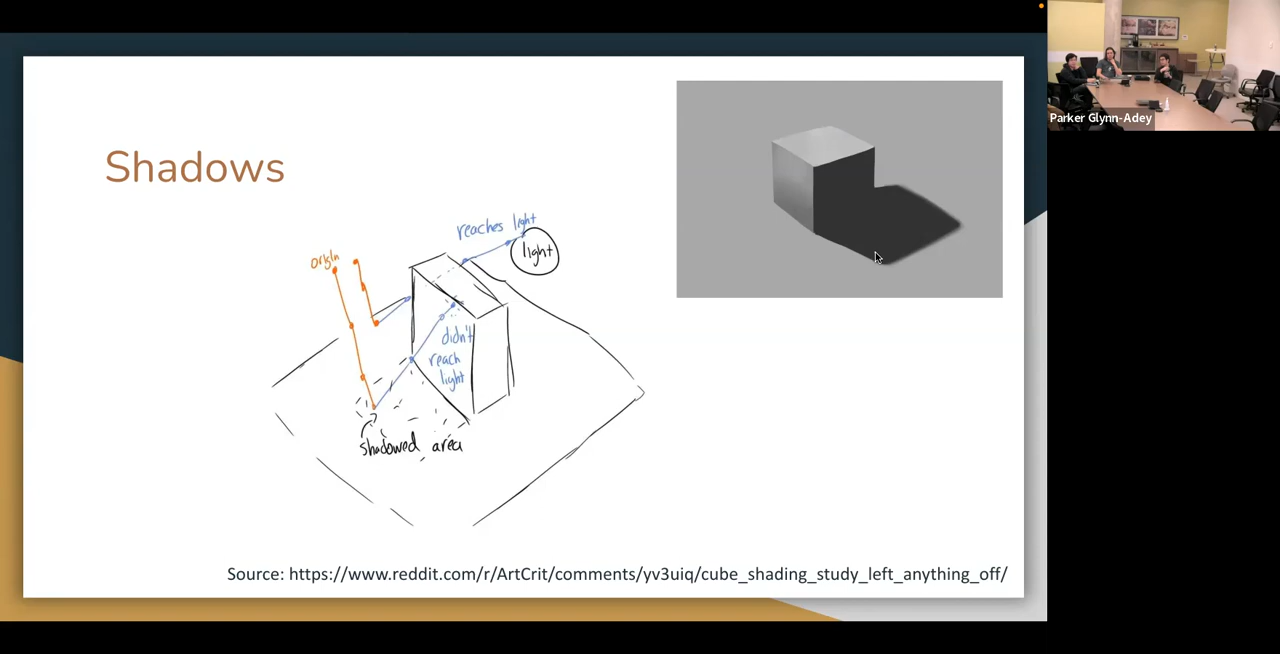 Shadows
reaches light
light
origin
didn't
reach
light
shadowed area
Source: https://www.reddit.com/r/ArtCrit/comments/yv3uiq/cube_shading_study_left_anything_off/
Parker Glynn-Adey